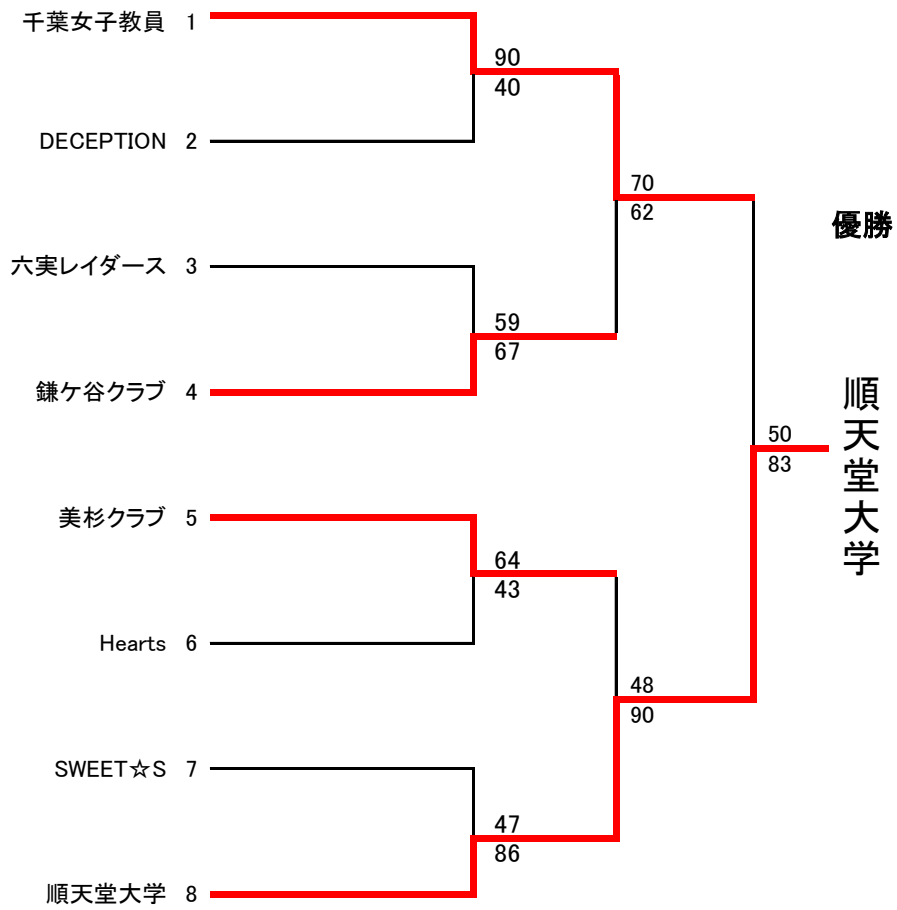 千葉女子教員 1
90
40
DECEPTION 2
70
62
優勝
六実レイダース 3
59
67
鎌ケ谷クラブ 4
50
83
順天堂大学
美杉クラブ 5
64
43
Hearts 6
48
90
SWEET☆S 7
47
86
順天堂大学 8